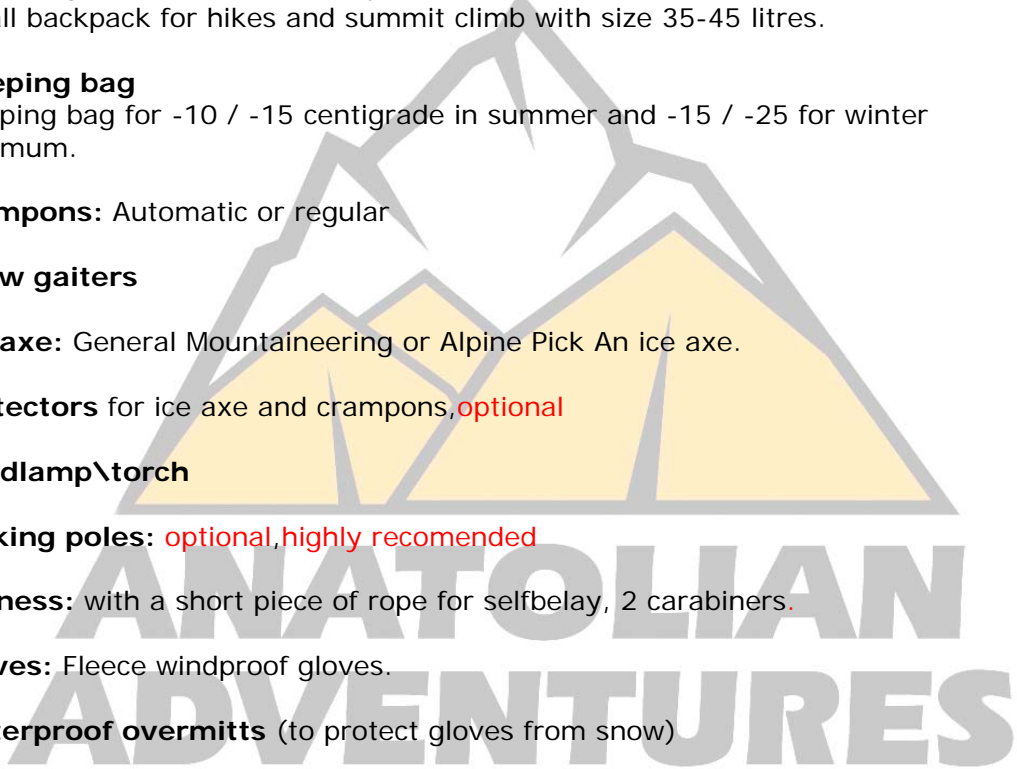 all backpack for hikes and summit climb with size 35-45 litres.
eping bag
ping bag for -10 / -15 centigrade in summer and -15 / -25 for winter
mum.
mpons: Automatic or regular
w gaiters
axe: General Mountaineering or Alpine Pick An ice axe.
tectors for ice axe and crampons,optional
dlamp\torch
king poles: optional,highly recomended
ness: with a short piece of rope for selfbelay, 2 carabiners.
ves: Fleece windproof gloves.
terproof overmitts (to protect gloves from snow)
ANATOLIAN
ADVENTURES